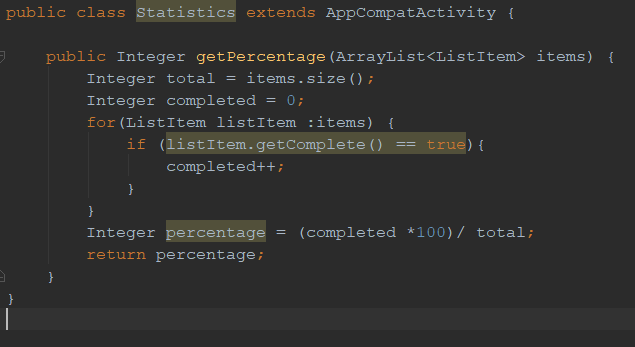 public class Statistics extends AppCompatActivity {
public Integer getPercentage(ArrayList<ListItem> items) {
Integer total = items.size();
Integer completed = 0;
for(ListItem listItem :items) {
if (listItem.getComplete() == true){
completed++;
}
}
Integer percentage = (completed *100)/ total;
return percentage;
}
}